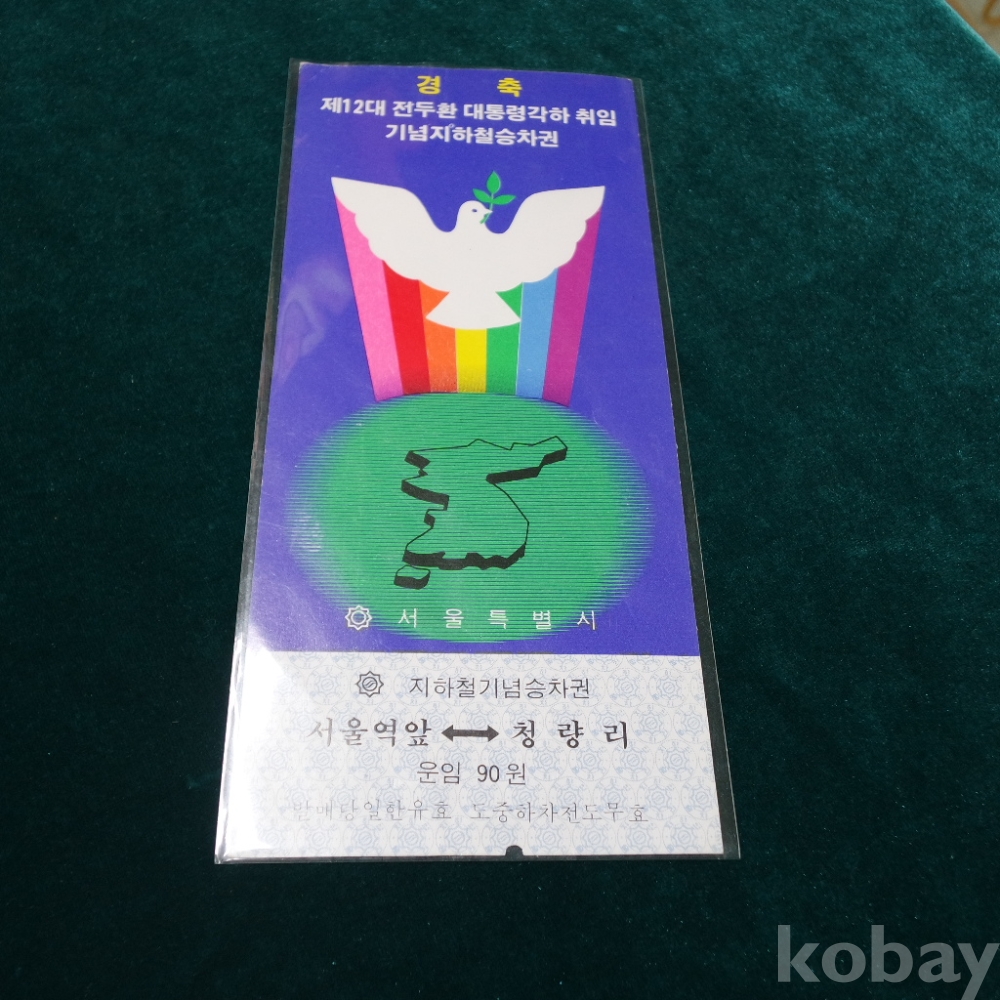 경 축
제12대 전두환 대통령각하 취임
기념지하철승차권
서울특별시
지하철기념승차권
서울역앞 ↔ 청량리
운임 90원
발매당일한유효 도중하차전도무효
kobay